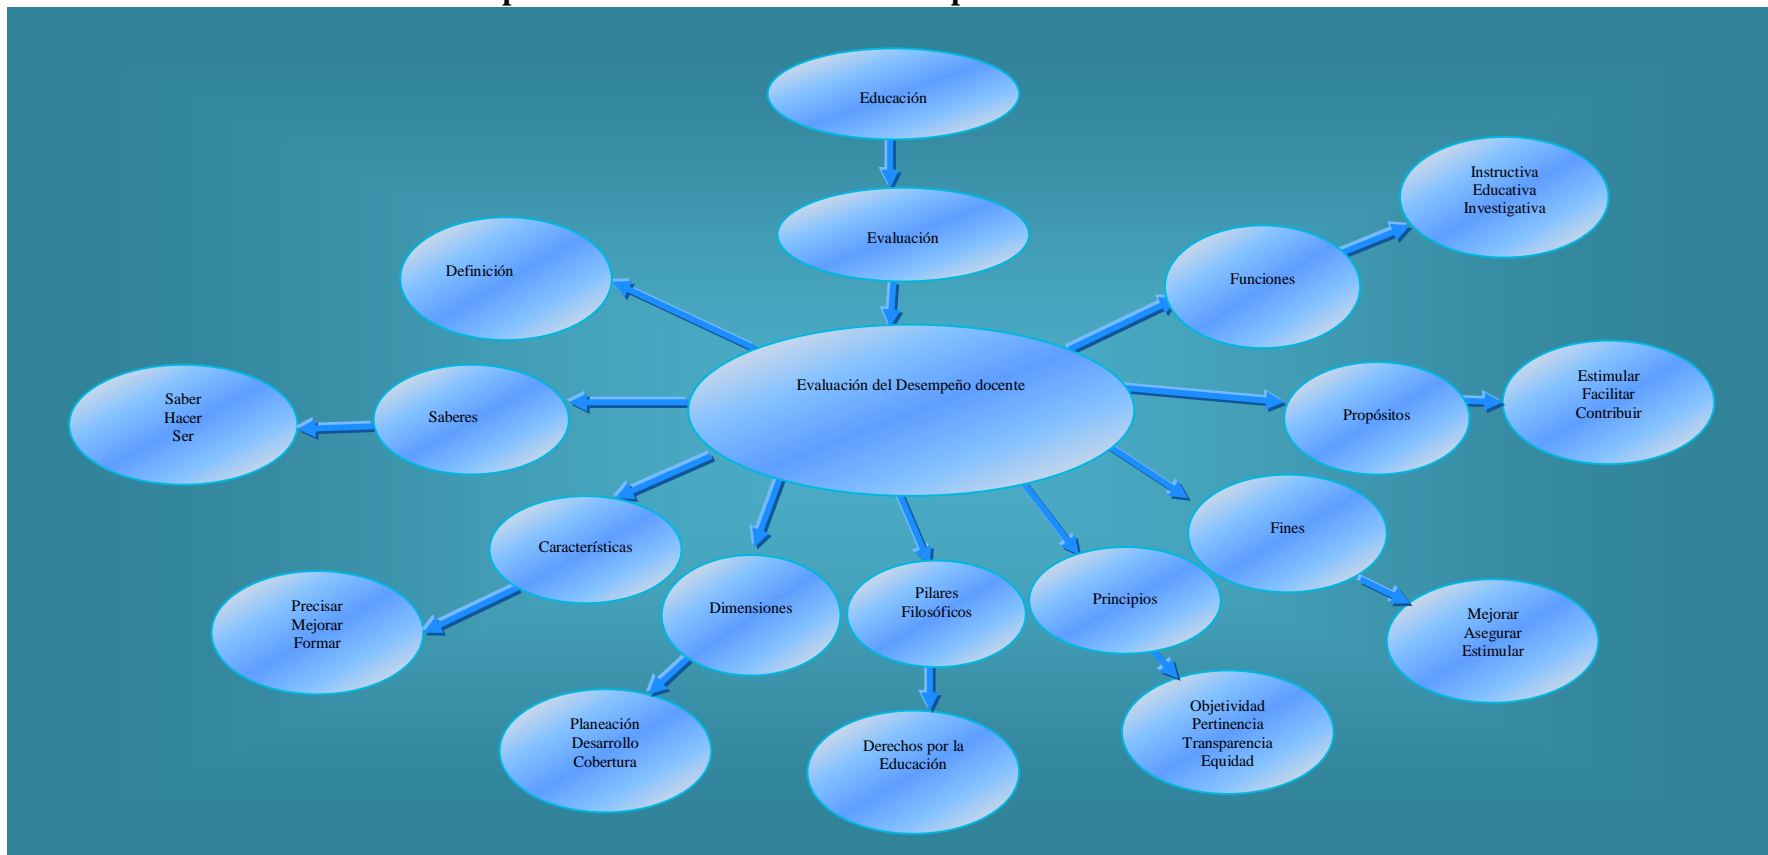 Educación
Evaluación
Evaluación del Desempeño docente
Definición
Saberes
Saber
Hacer
Ser
Características
Precisar
Mejorar
Formar
Dimensiones
Planeación
Desarrollo
Cobertura
Pilares
Filosóficos
Derechos por la
Educación
Principios
Objetividad
Pertinencia
Transparencia
Equidad
Fines
Mejorar
Asegurar
Estimular
Propósitos
Estimular
Facilitar
Contribuir
Funciones
Instructiva
Educativa
Investigativa